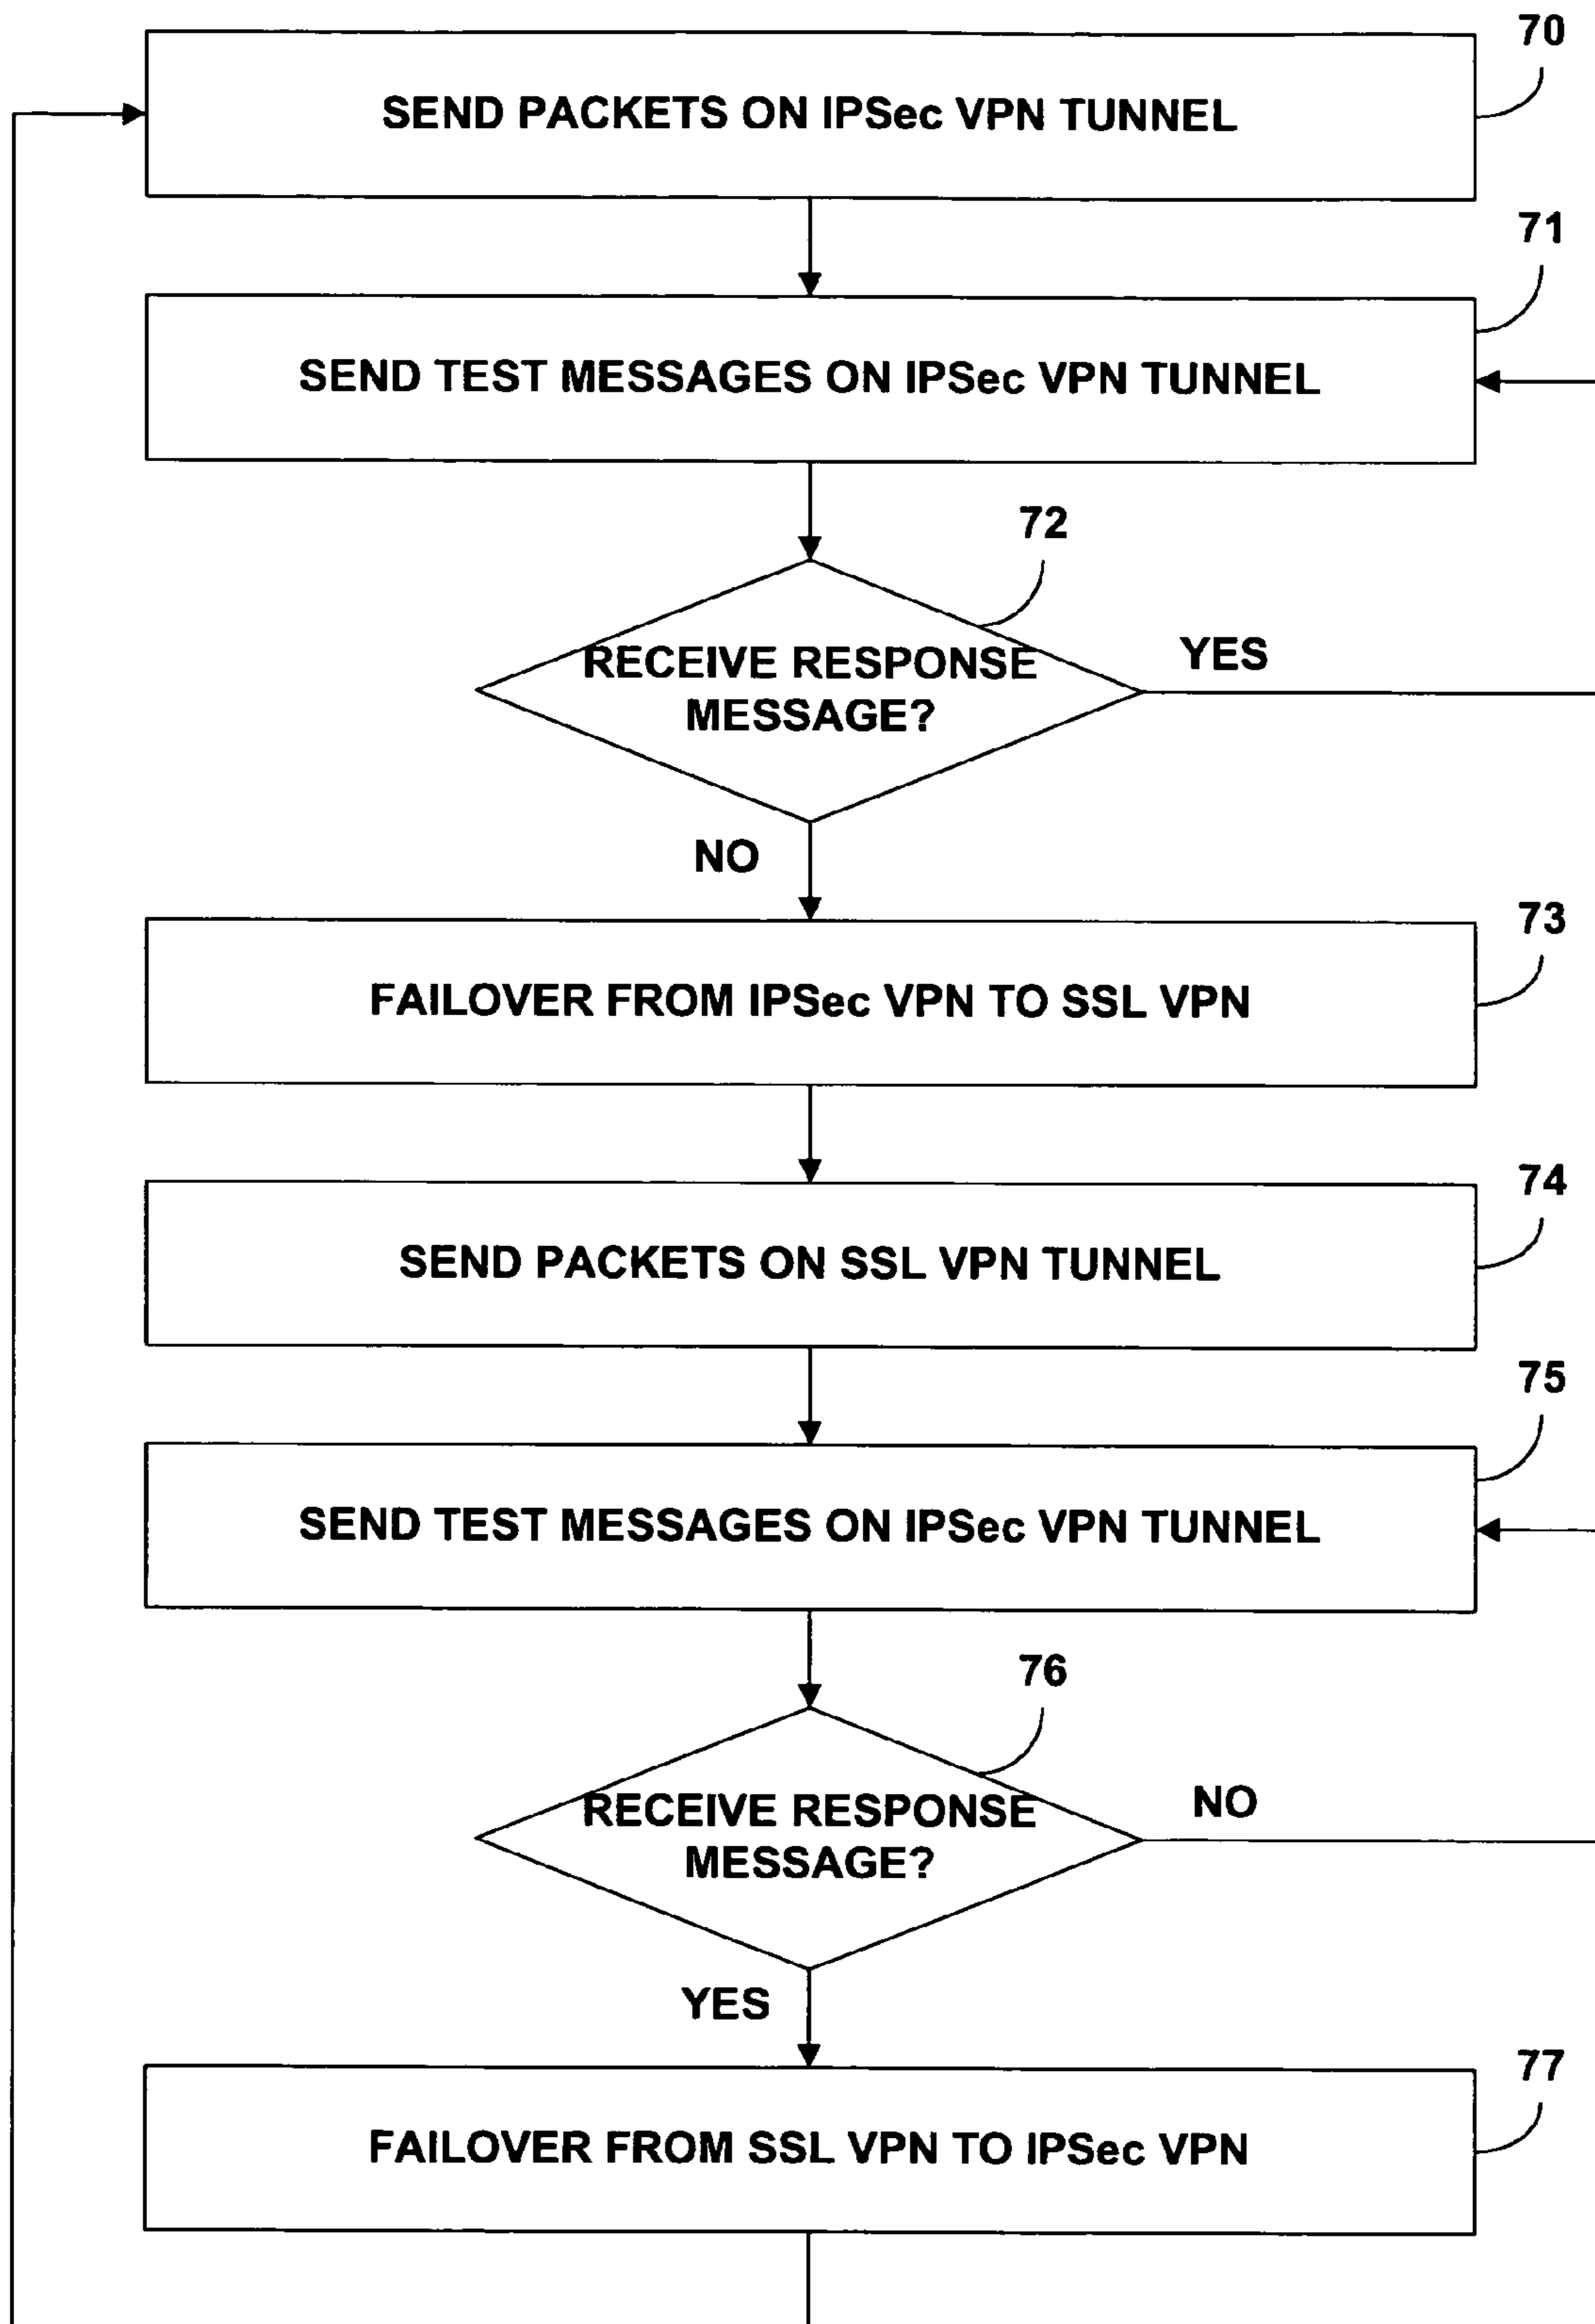 70
SEND PACKETS ON IPSec VPN TUNNEL
71
SEND TEST MESSAGES ON IPSec VPN TUNNEL
72
RECEIVE RESPONSE
MESSAGE?
YES
NO
73
FAILOVER FROM IPSec VPN TO SSL VPN
74
SEND PACKETS ON SSL VPN TUNNEL
75
SEND TEST MESSAGES ON IPSec VPN TUNNEL
76
RECEIVE RESPONSE
MESSAGE?
NO
YES
77
FAILOVER FROM SSL VPN TO IPSec VPN